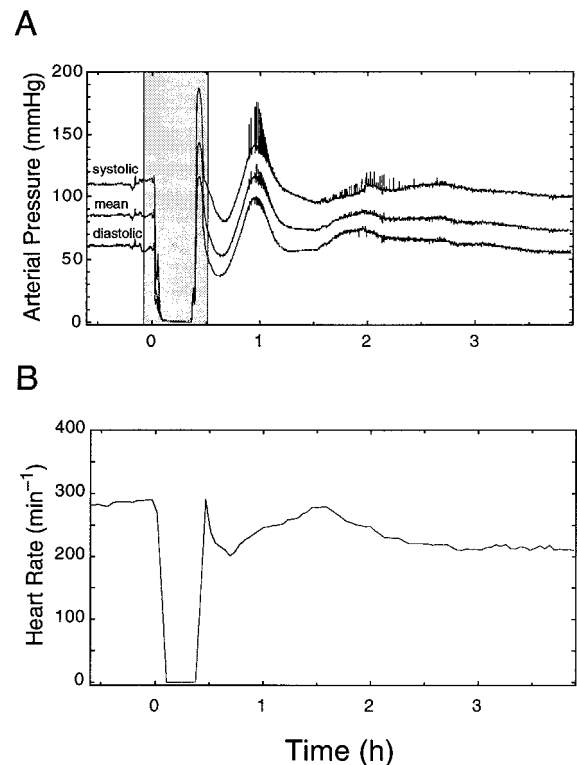 A
Arterial Pressure (mmHg)
200
150
100
50
0
systolic
mean
diastolic
0 1 2 3
B
Heart Rate (min⁻¹)
400
300
200
100
0
0 1 2 3
Time (h)